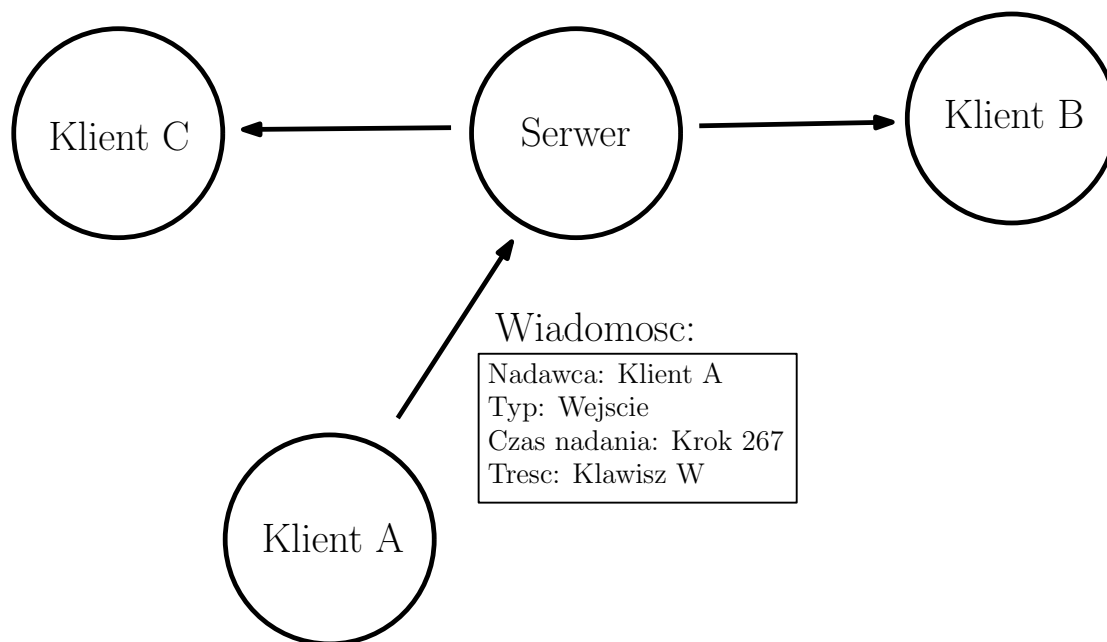 Klient C
Serwer
Klient B
Wiadomosc:
Nadawca: Klient A
Typ: Wejscie
Czas nadania: Krok 267
Tresc: Klawisz W
Klient A